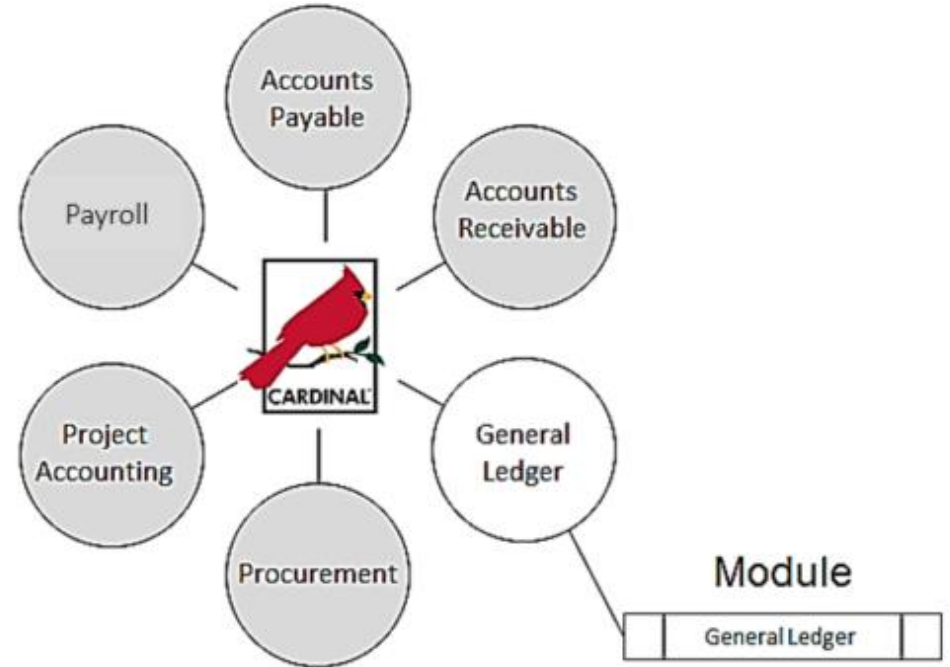 Accounts
Payable
Payroll
Accounts
Receivable
CARDINAL
Project
Accounting
General
Ledger
Procurement
Module
General Ledger